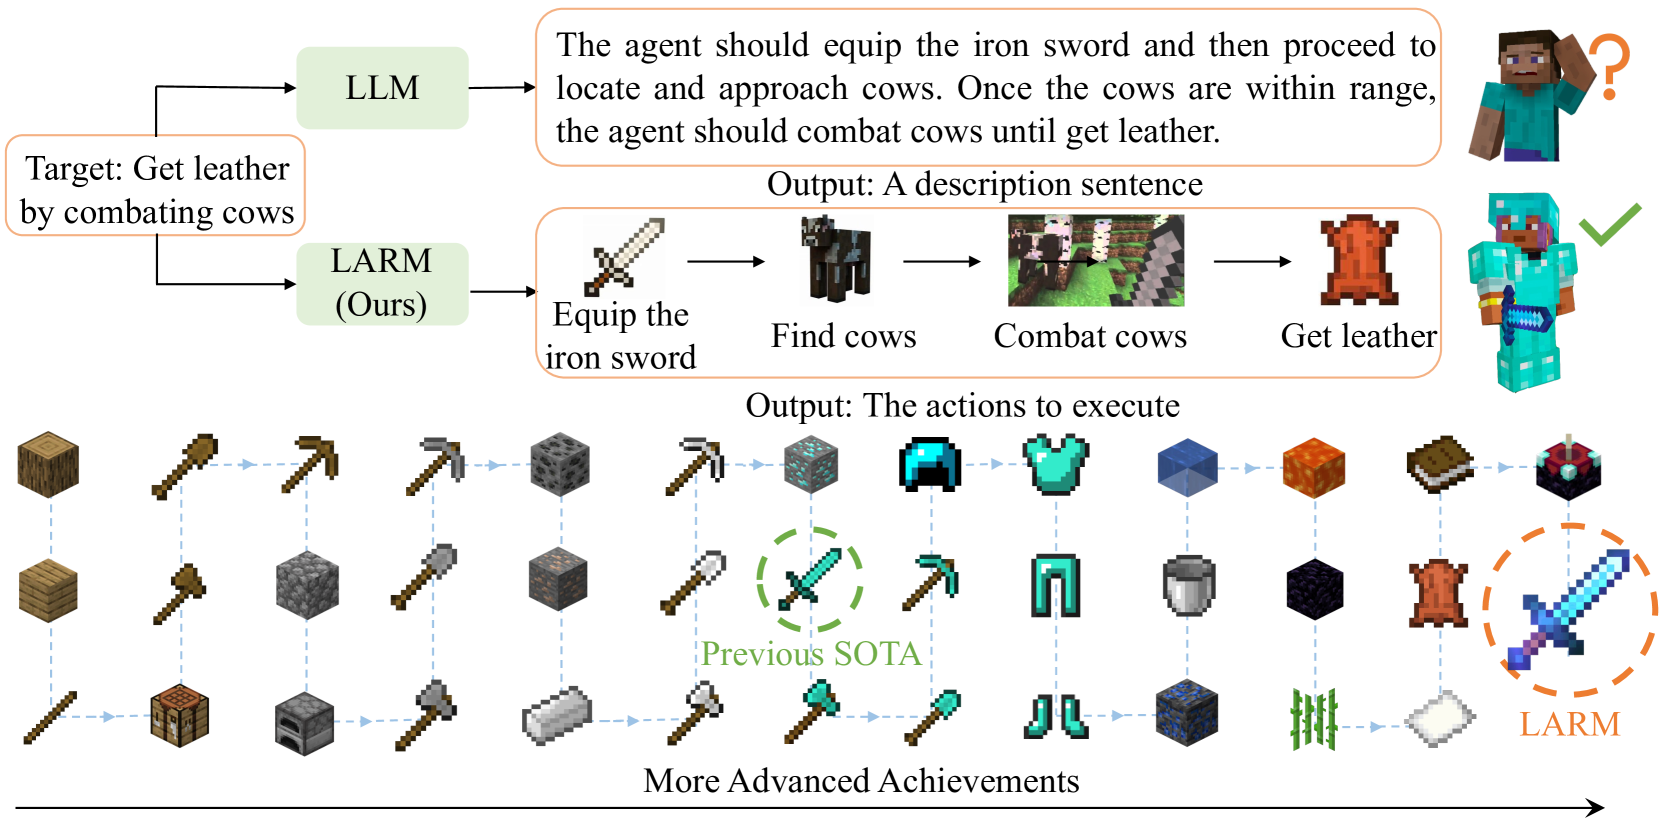 LLM
The agent should equip the iron sword and then proceed to
locate and approach cows. Once the cows are within range,
the agent should combat cows until get leather.
?
Target: Get leather
by combating cows
Output: A description sentence
LARM
(Ours)
Equip the
iron sword
Find cows
Combat cows
Get leather
Output: The actions to execute
Previous SOTA
LARM
More Advanced Achievements